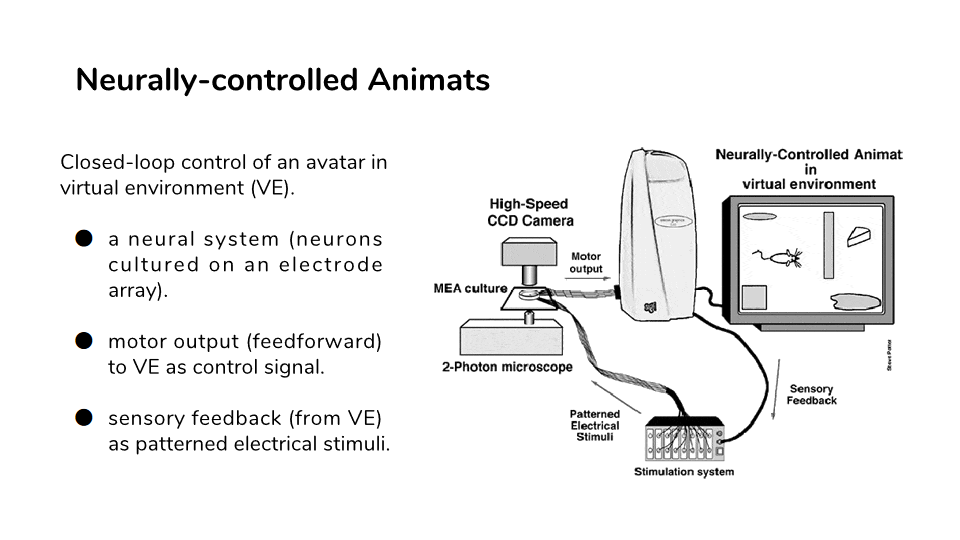 Neurally-controlled Animats
Closed-loop control of an avatar in
virtual environment (VE).
● a neural system (neurons
cultured on an electrode
array).
● motor output (feedforward)
to VE as control signal.
● sensory feedback (from VE)
as patterned electrical stimuli.
Neurally-Controlled Animat
in
virtual environment
High-Speed
CCD Camera
Motor
output
MEA culture
2-Photon microscope
Sensory
Feedback
Patterned
Electrical
Stimuli
Stimulation system
Steve Potter